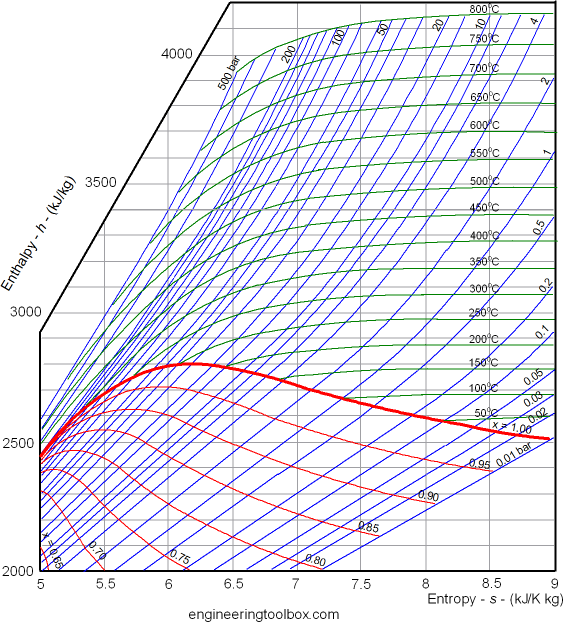 800°C
4000
500 bar
200
100
50
20
10
4
750°C
700°C
2
650°C
600°C
1
550°C
3500
500°C
450°C
0.5
400°C
350°C
Enthalpy - h - (kJ/kg)
300°C
0.2
3000
250°C
0.1
200°C
150°C
0.05
100°C
0.03
50°C
0.02
x = 1.00
2500
0.01 bar
0.95
0.90
0.85
0.80
0.75
0.70
x = 0.65
2000
5 5.5 6 6.5 7 7.5 8 8.5 9
Entropy - s - (kJ/K kg)
engineeringtoolbox.com